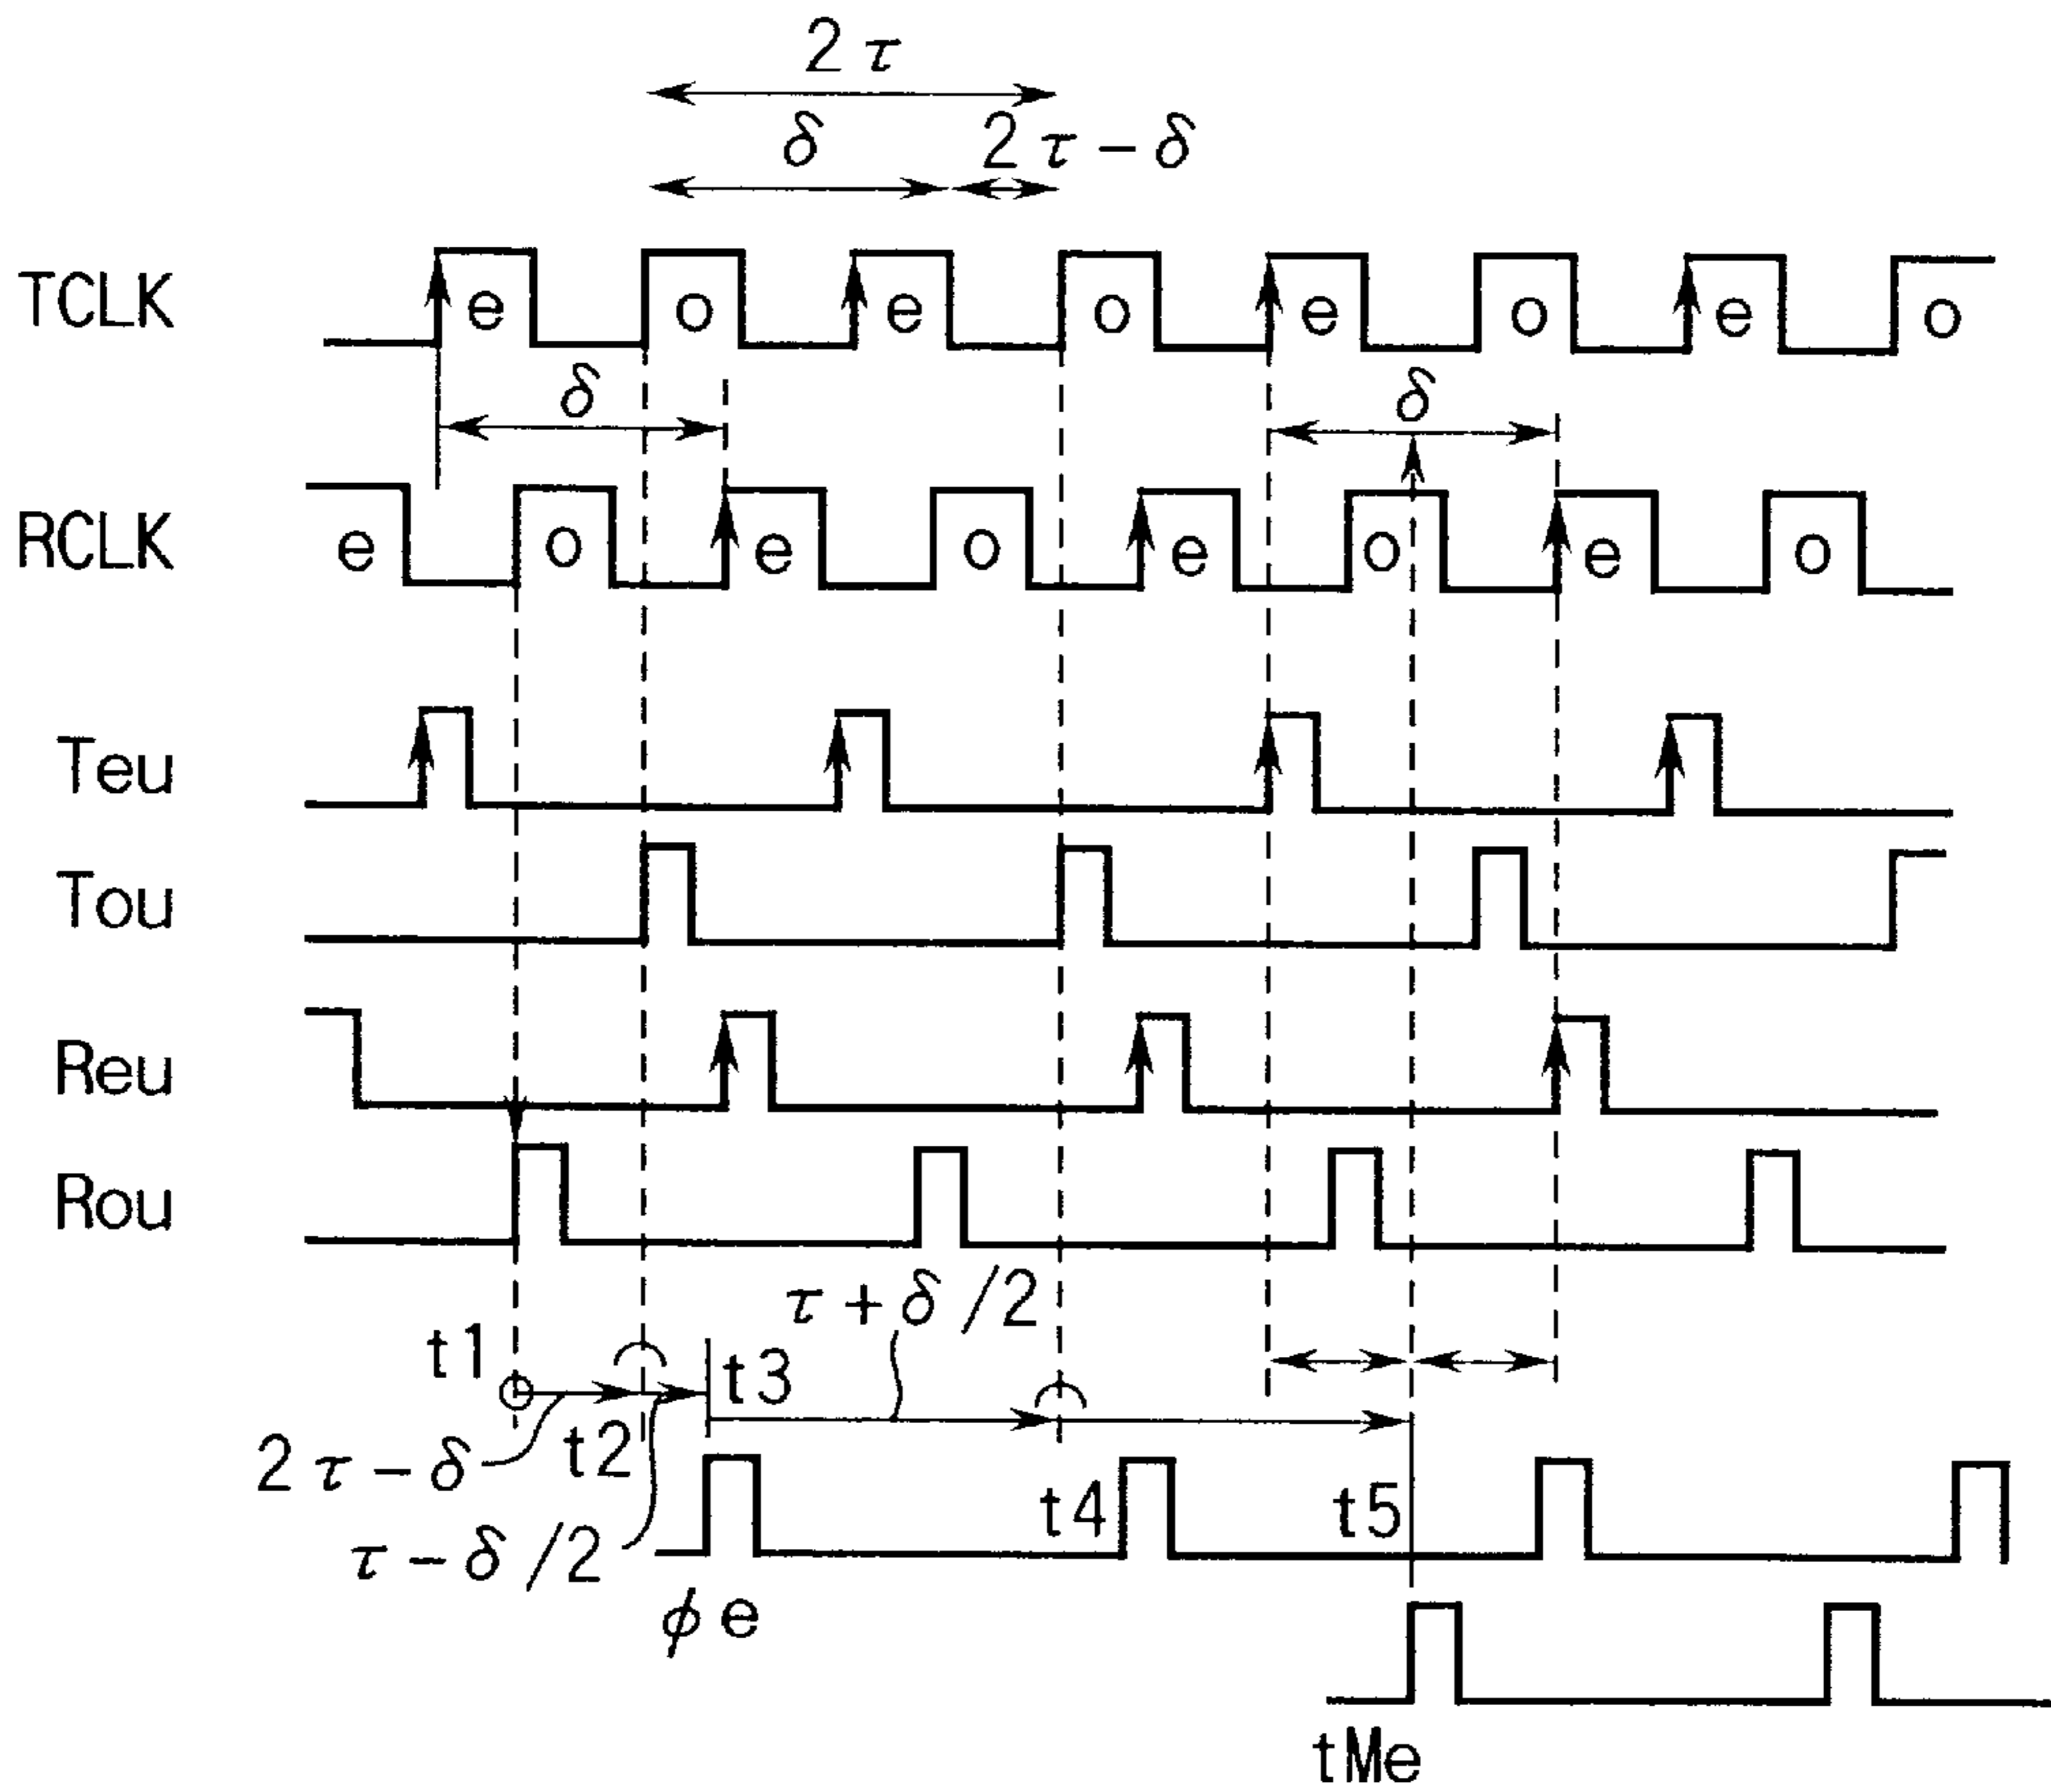 2τ
δ 2τ-δ
TCLK e o e o e o e o
δ δ
RCLK e o e o e o e o
Teu
Tou
Reu
Rou
τ+δ/2
t1 t3
2τ-δ t2 t4 t5
τ-δ/2
φe
tMe